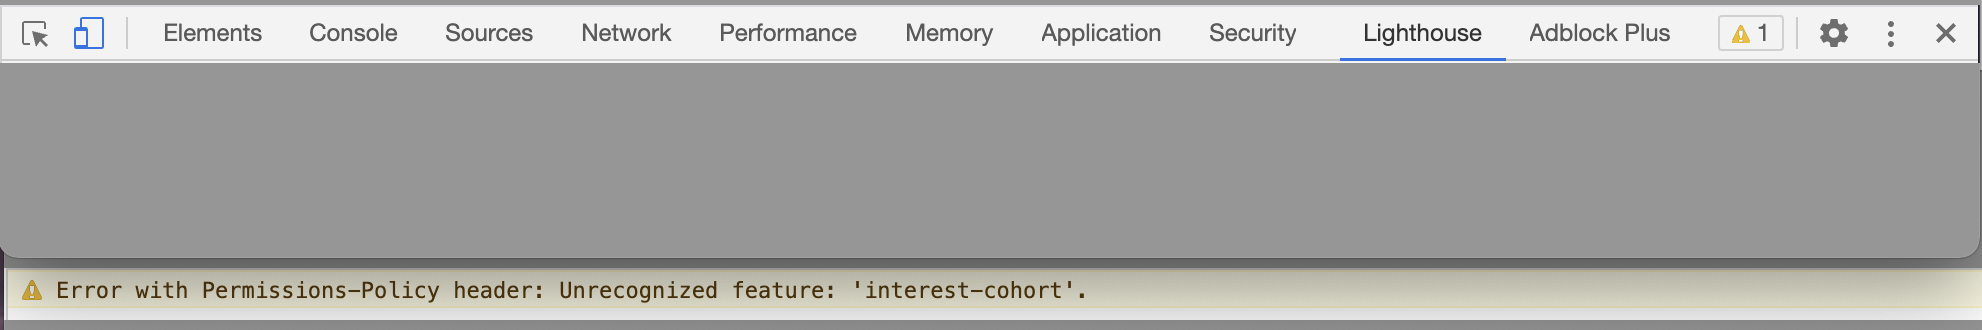 Elements Console Sources Network Performance Memory Application Security Lighthouse Adblock Plus 1
Error with Permissions-Policy header: Unrecognized feature: 'interest-cohort'.